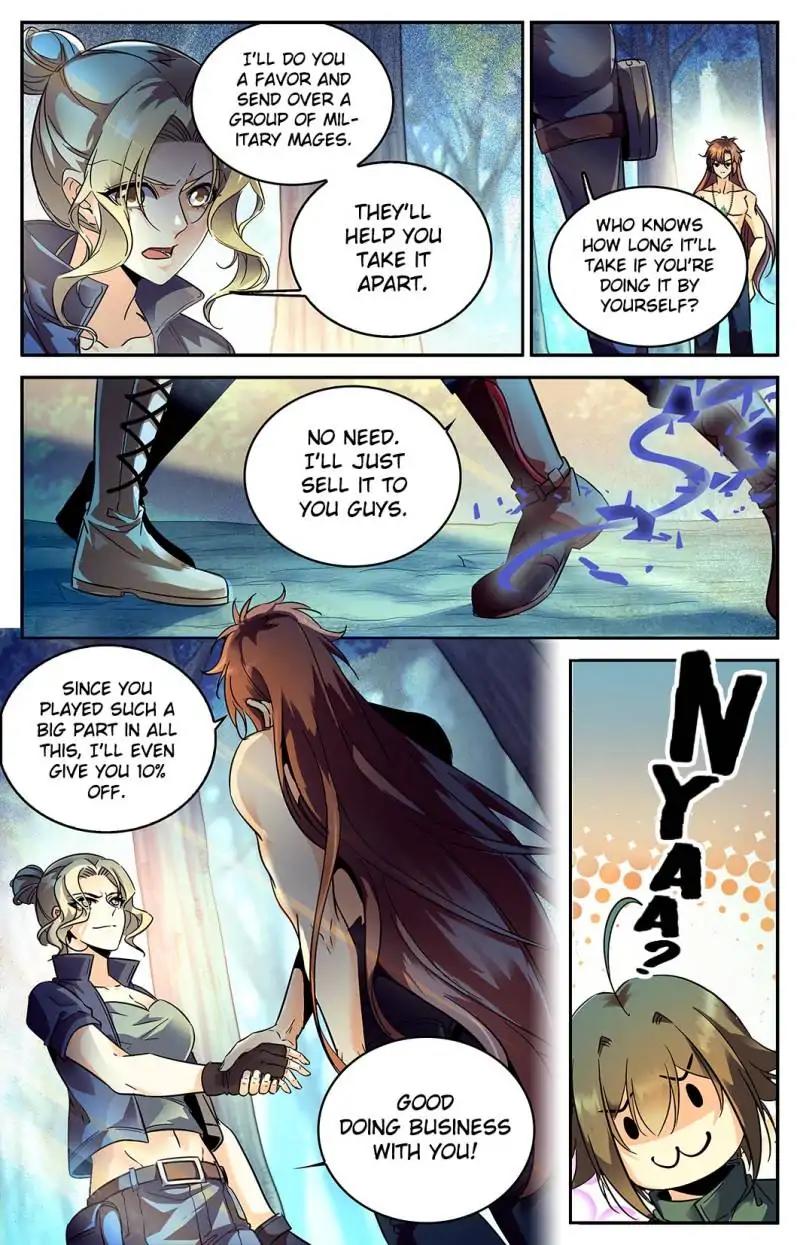 I'LL DO YOU
A FAVOR AND
SEND OVER A
GROUP OF MIL-
ITARY MAGES.
THEY'LL
HELP YOU
TAKE IT
APART.
WHO KNOWS
HOW LONG IT'LL
TAKE IF YOU'RE
DOING IT BY
YOURSELF?
NO NEED.
I'LL JUST
SELL IT TO
YOU GUYS.
SINCE YOU
PLAYED SUCH A
BIG PART IN ALL
THIS, I'LL EVEN
GIVE YOU 10%
OFF.
NYAA?
GOOD
DOING BUSINESS
WITH YOU!